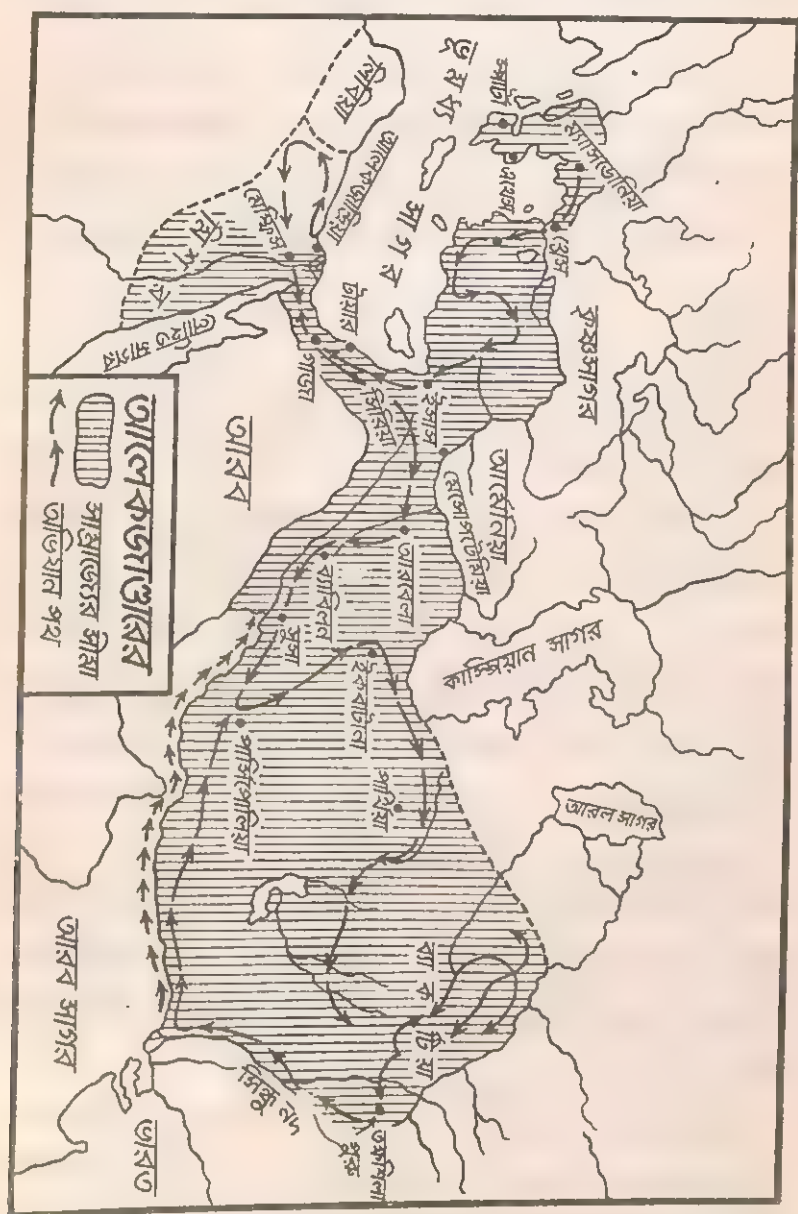 ম্যাসিডোনিয়া
স্পার্টা
এথেন্স
থ্রেস
কৃষ্ণসাগর
ভূমধ্য সাগর
লিবিয়া
আলেকজান্দ্রিয়া
মেম্ফিস
মিশর
লোহিত সাগর
টায়ার
গাজা
সিরিয়া
ইসাস
আর্মেনিয়া
মেসোপটেমিয়া
আরবেলা
আরব
ব্যাবিলন
সুসা
ইকবাটানা
কাস্পিয়ান সাগর
আরল সাগর
পার্থিয়া
পার্সিপোলিয়া
ব্যাকট্রিয়া
তক্ষশিলা
পুরু
সিন্ধু নদ
আরব সাগর
ভারত
আলেকজাণ্ডারের
সাম্রাজ্যের সীমা
অভিযান পথ